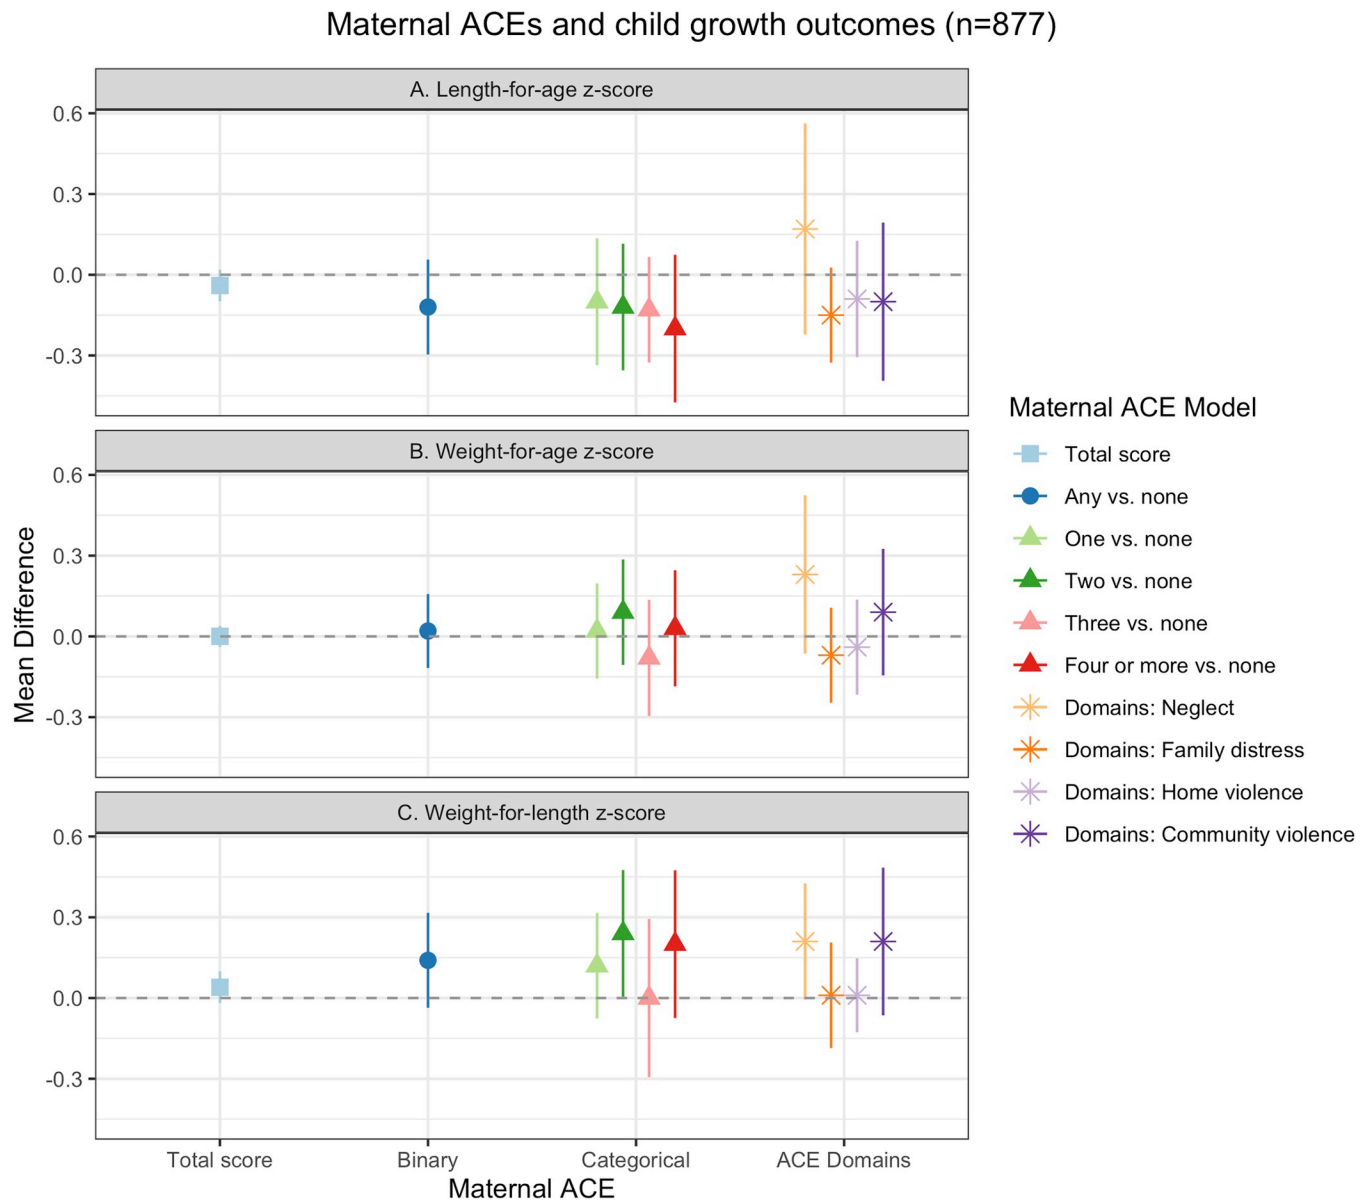 Maternal ACEs and child growth outcomes (n=877)
A. Length-for-age z-score
0.6
0.3
0.0
-0.3
B. Weight-for-age z-score
0.6
0.3
0.0
-0.3
C. Weight-for-length z-score
0.6
0.3
0.0
-0.3
Mean Difference
Total score
Binary
Categorical
ACE Domains
Maternal ACE
Maternal ACE Model
Total score
Any vs. none
One vs. none
Two vs. none
Three vs. none
Four or more vs. none
Domains: Neglect
Domains: Family distress
Domains: Home violence
Domains: Community violence